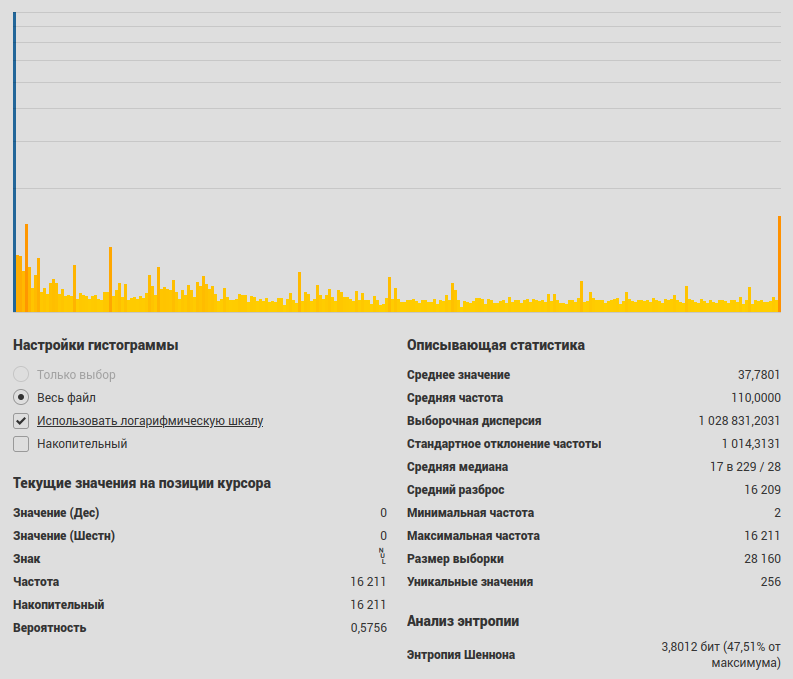 Настройки гистограммы
Только выбор
Весь файл
Использовать логарифмическую шкалу
Накопительный
Текущие значения на позиции курсора
Значение (Дес) 0
Значение (Шестн) 0
Знак NUL
Частота 16 211
Накопительный 16 211
Вероятность 0,5756
Описывающая статистика
Среднее значение 37,7801
Средняя частота 110,0000
Выборочная дисперсия 1 028 831,2031
Стандартное отклонение частоты 1 014,3131
Средняя медиана 17 в 229 / 28
Средний разброс 16 209
Минимальная частота 2
Максимальная частота 16 211
Размер выборки 28 160
Уникальные значения 256
Анализ энтропии
Энтропия Шеннона 3,8012 бит (47,51% от
максимума)